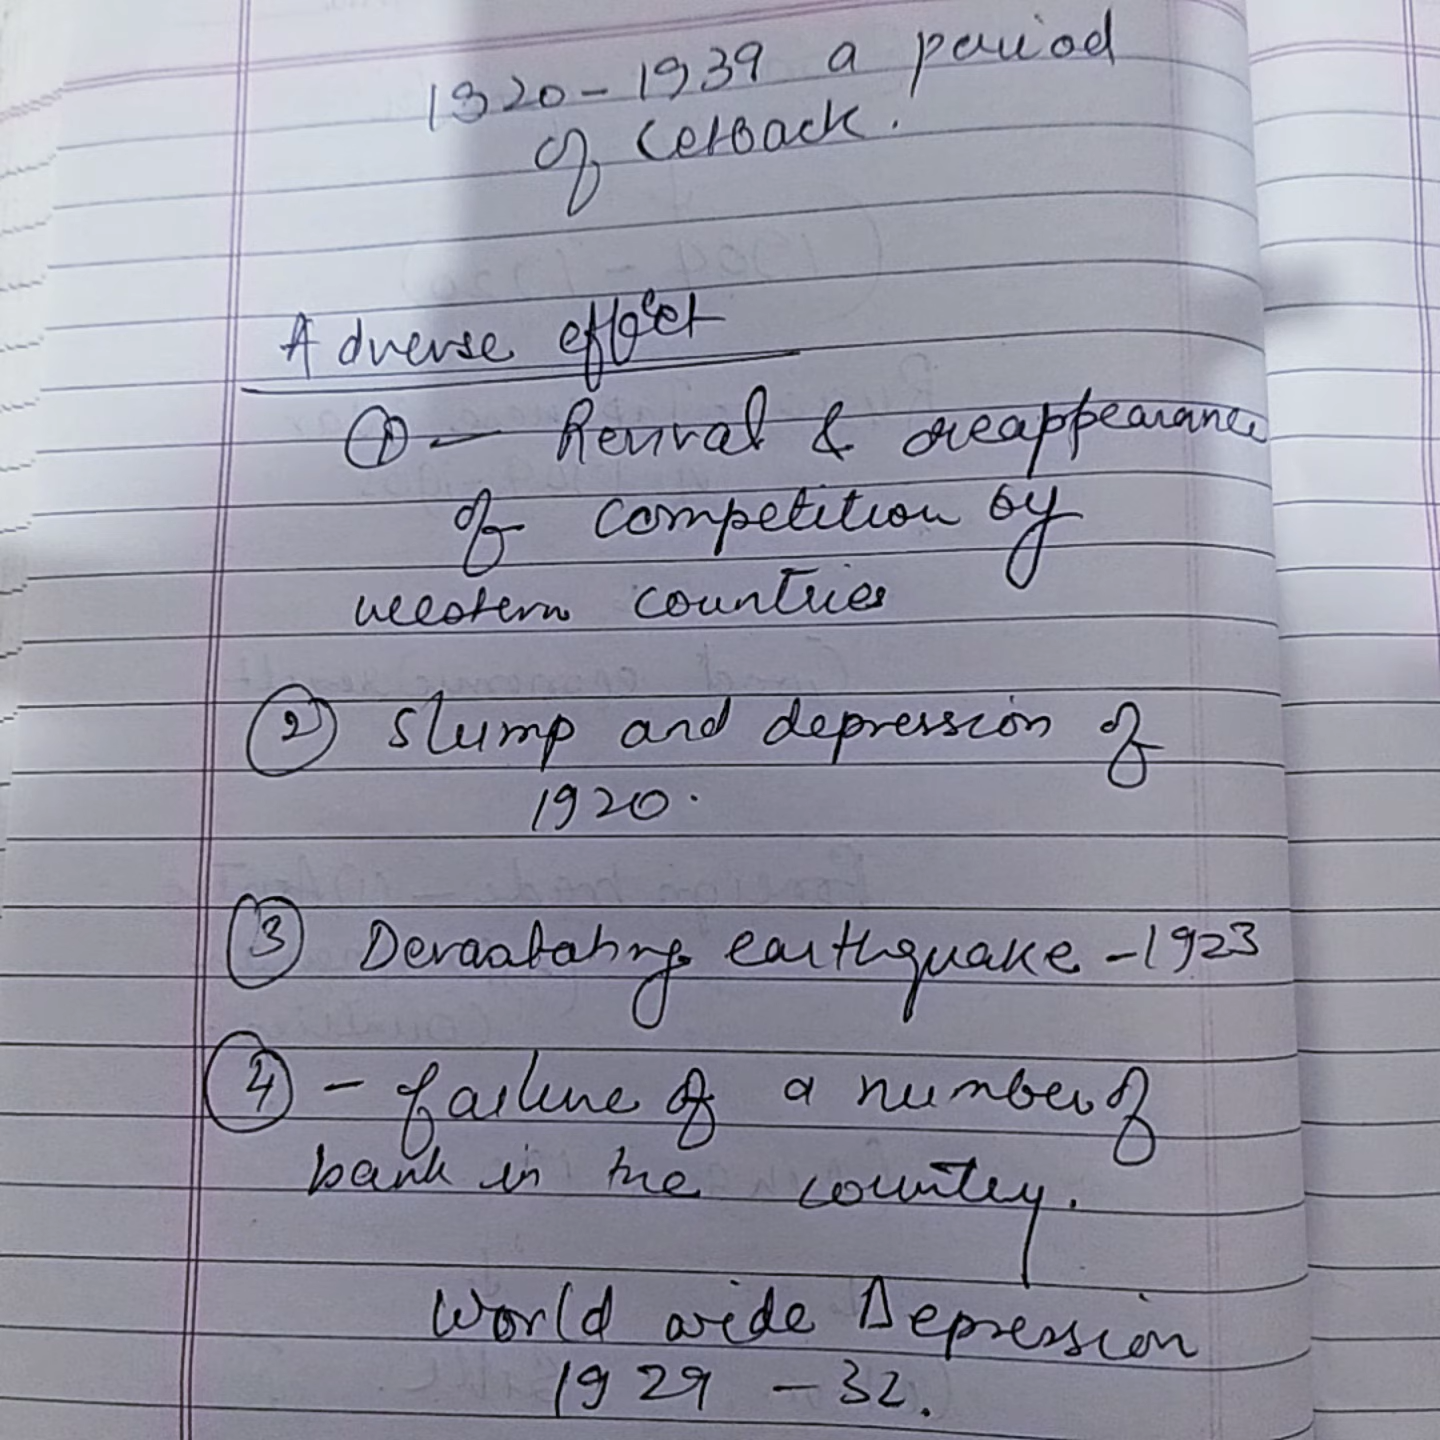 1920-1939 a period
of CetBack.
Adverse effect
① — Revival & reappearance
of competition by
western countries
② slump and depression of
1920.
③ Devastating earthquake -1923
④ - failure of a number of
bank in the country.
World wide Depression
1929 - 32.